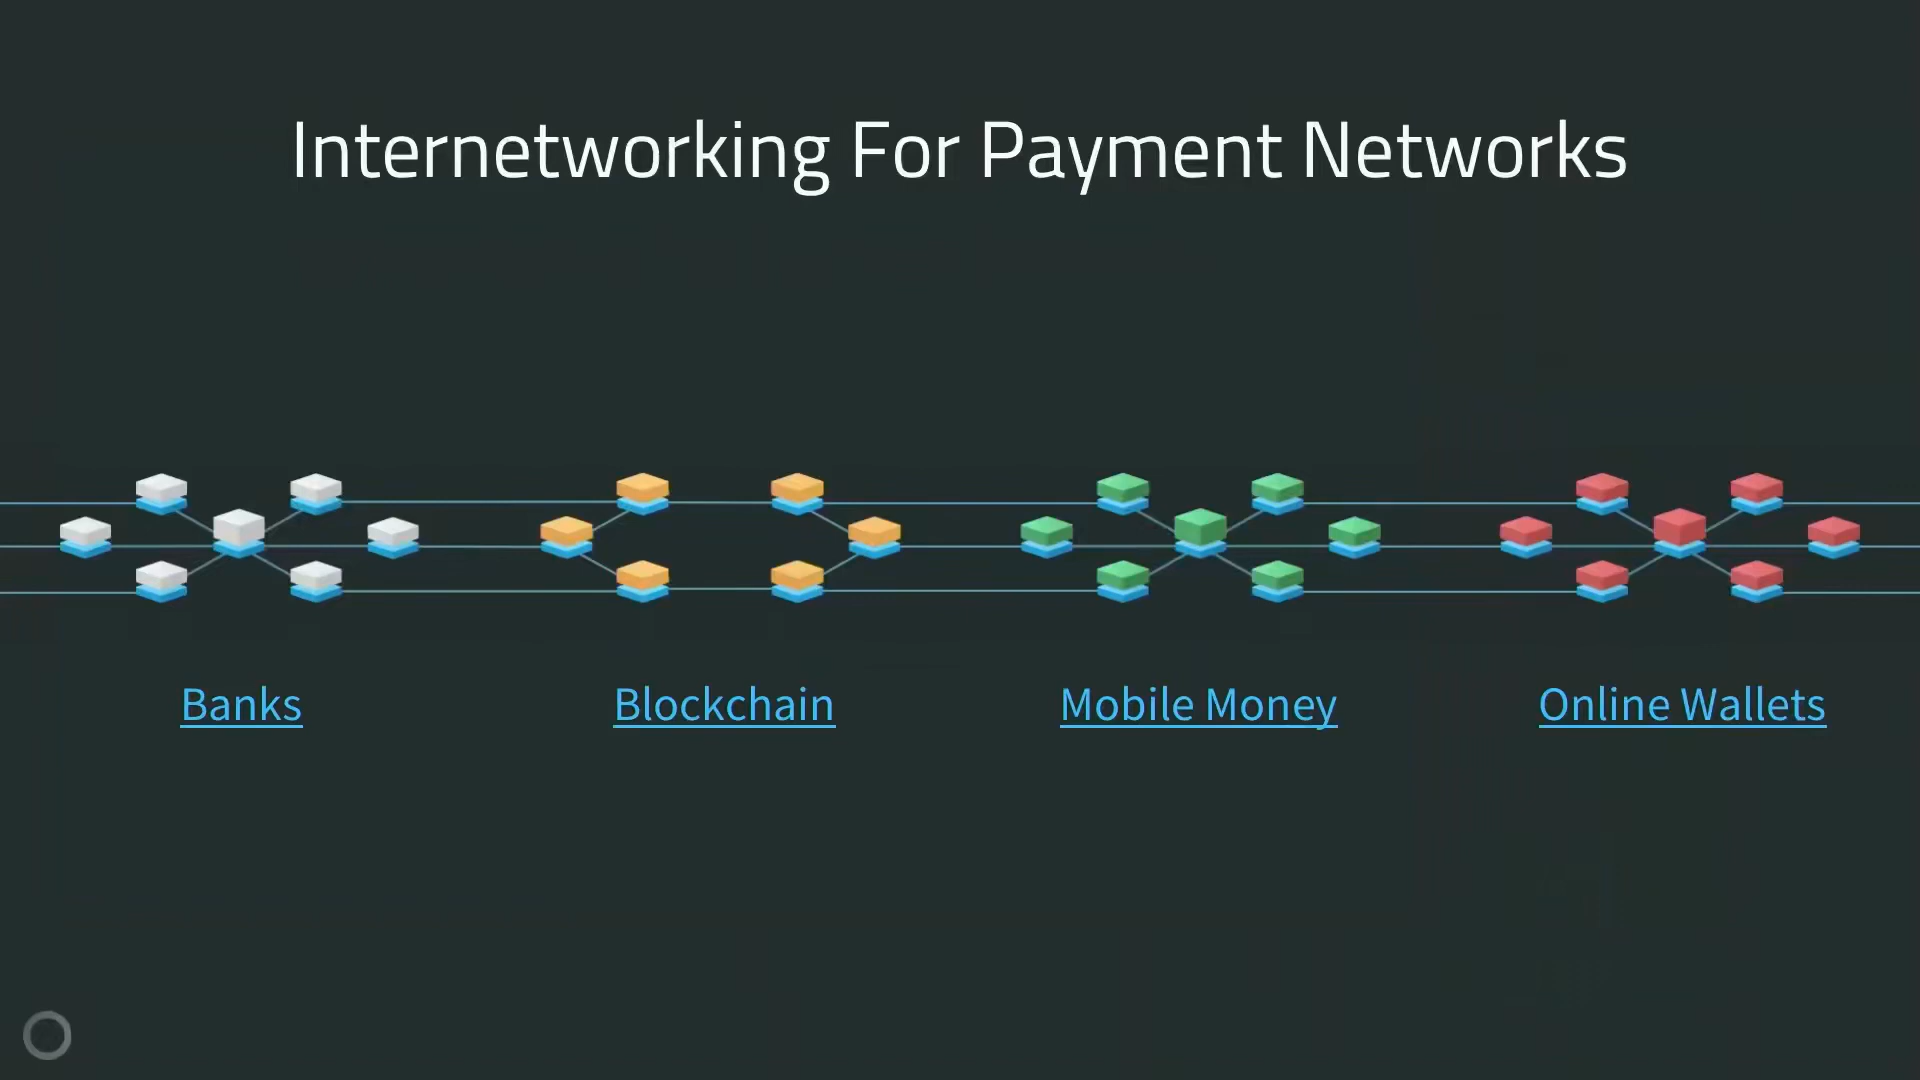 Internetworking For Payment Networks
Banks
Blockchain
Mobile Money
Online Wallets